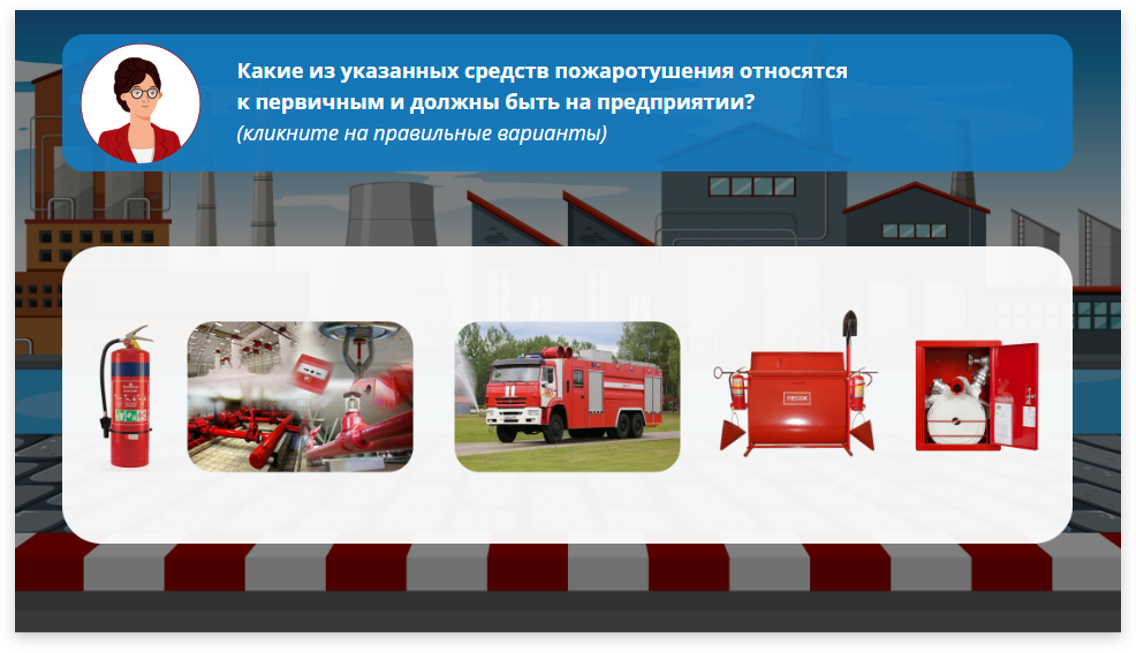 Какие из указанных средств пожаротушения относятся
к первичным и должны быть на предприятии?
(кликните на правильные варианты)
ПЕСОК